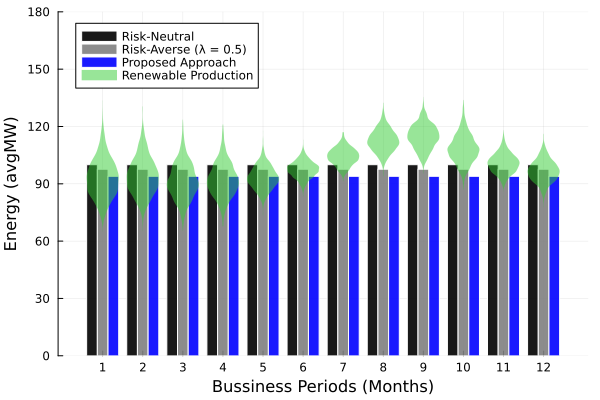 180
150
120
90
60
30
0
Energy (avgMW)
Risk-Neutral
Risk-Averse (λ = 0.5)
Proposed Approach
Renewable Production
1 2 3 4 5 6 7 8 9 10 11 12
Bussiness Periods (Months)